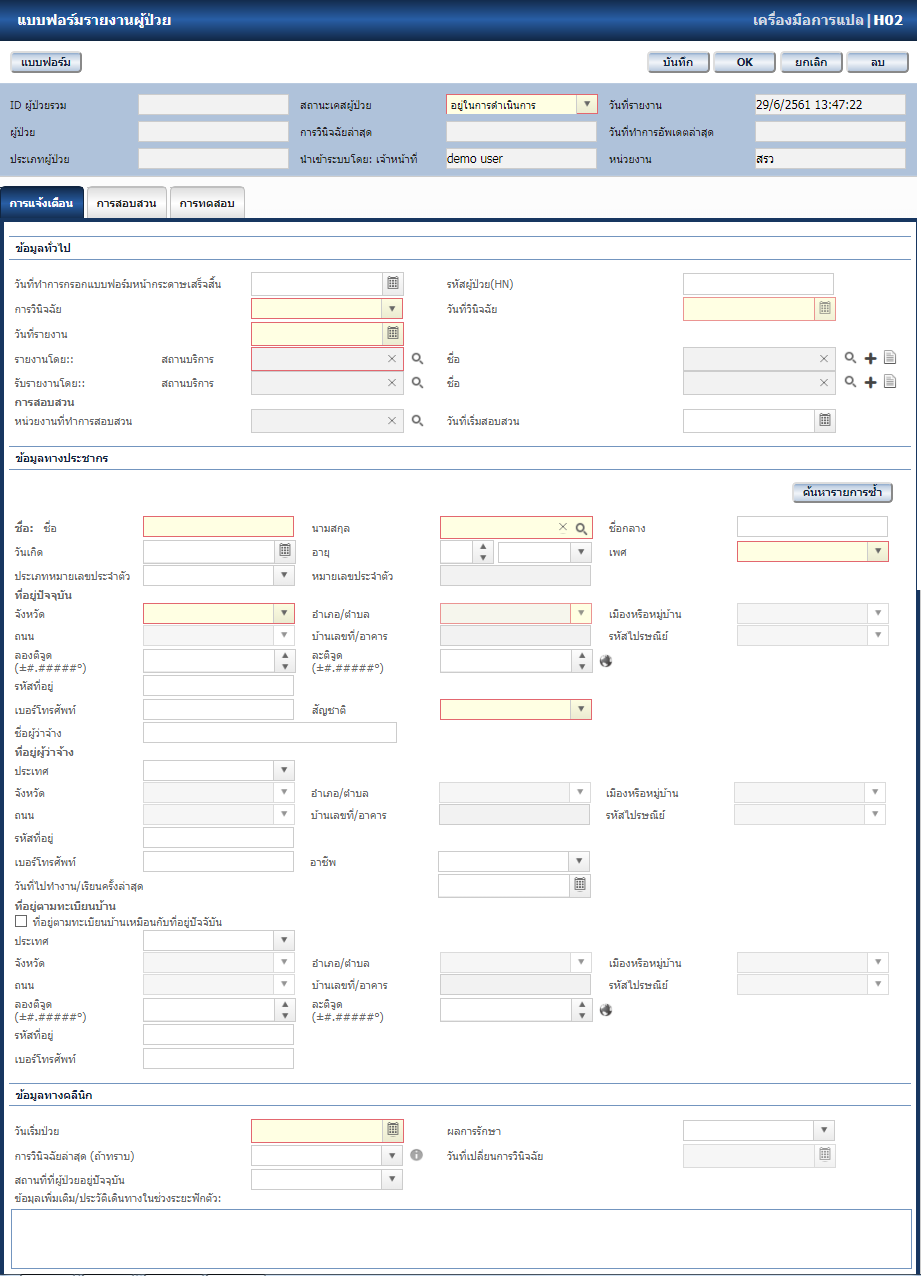 แบบฟอร์มรายงานผู้ป่วย เครื่องมือการแปล|H02
แบบฟอร์ม บันทึก OK ยกเลิก ลบ
ID ผู้ป่วยรวม สถานะเคสผู้ป่วย อยู่ในการดำเนินการ วันที่รายงาน 29/6/2561 13:47:22
ผู้ป่วย การวินิจฉัยล่าสุด วันที่ทำการอัพเดตล่าสุด
ประเภทผู้ป่วย นำเข้าระบบโดย: เจ้าหน้าที่ demo user หน่วยงาน สรว
การแจ้งเตือน การสอบสวน การทดสอบ
ข้อมูลทั่วไป
วันที่ทำการกรอกแบบฟอร์มหน้ากระดาษเสร็จสิ้น รหัสผู้ป่วย(HN)
การวินิจฉัย วันที่วินิจฉัย
วันที่รายงาน
รายงานโดย:: สถานบริการ ชื่อ
รับรายงานโดย:: สถานบริการ ชื่อ
การสอบสวน
หน่วยงานที่ทำการสอบสวน วันที่เริ่มสอบสวน
ข้อมูลทางประชากร
ค้นหารายการซ้ำ
ชื่อ: ชื่อ นามสกุล ชื่อกลาง
วันเกิด อายุ เพศ
ประเภทหมายเลขประจำตัว หมายเลขประจำตัว
ที่อยู่ปัจจุบัน
จังหวัด อำเภอ/ตำบล เมืองหรือหมู่บ้าน
ถนน บ้านเลขที่/อาคาร รหัสไปรษณีย์
ลองติจูด (±#.#####°) ละติจูด (±#.#####°)
รหัสที่อยู่
เบอร์โทรศัพท์ สัญชาติ
ชื่อผู้ว่าจ้าง
ที่อยู่ผู้ว่าจ้าง
ประเทศ
จังหวัด อำเภอ/ตำบล เมืองหรือหมู่บ้าน
ถนน บ้านเลขที่/อาคาร รหัสไปรษณีย์
รหัสที่อยู่
เบอร์โทรศัพท์ อาชีพ
วันที่ไปทำงาน/เรียนครั้งล่าสุด
ที่อยู่ตามทะเบียนบ้าน
ที่อยู่ตามทะเบียนบ้านเหมือนกับที่อยู่ปัจจับัน
ประเทศ
จังหวัด อำเภอ/ตำบล เมืองหรือหมู่บ้าน
ถนน บ้านเลขที่/อาคาร รหัสไปรษณีย์
ลองติจูด (±#.#####°) ละติจูด (±#.#####°)
รหัสที่อยู่
เบอร์โทรศัพท์
ข้อมูลทางคลินิก
วันเริ่มป่วย ผลการรักษา
การวินิจฉัยล่าสุด (ถ้าทราบ) วันที่เปลี่ยนการวินิจฉัย
สถานที่ที่ผู้ป่วยอยู่ปัจจุบัน
ข้อมูลเพิ่มเติม/ประวัติเดินทางในช่วงระยะฟักตัว: